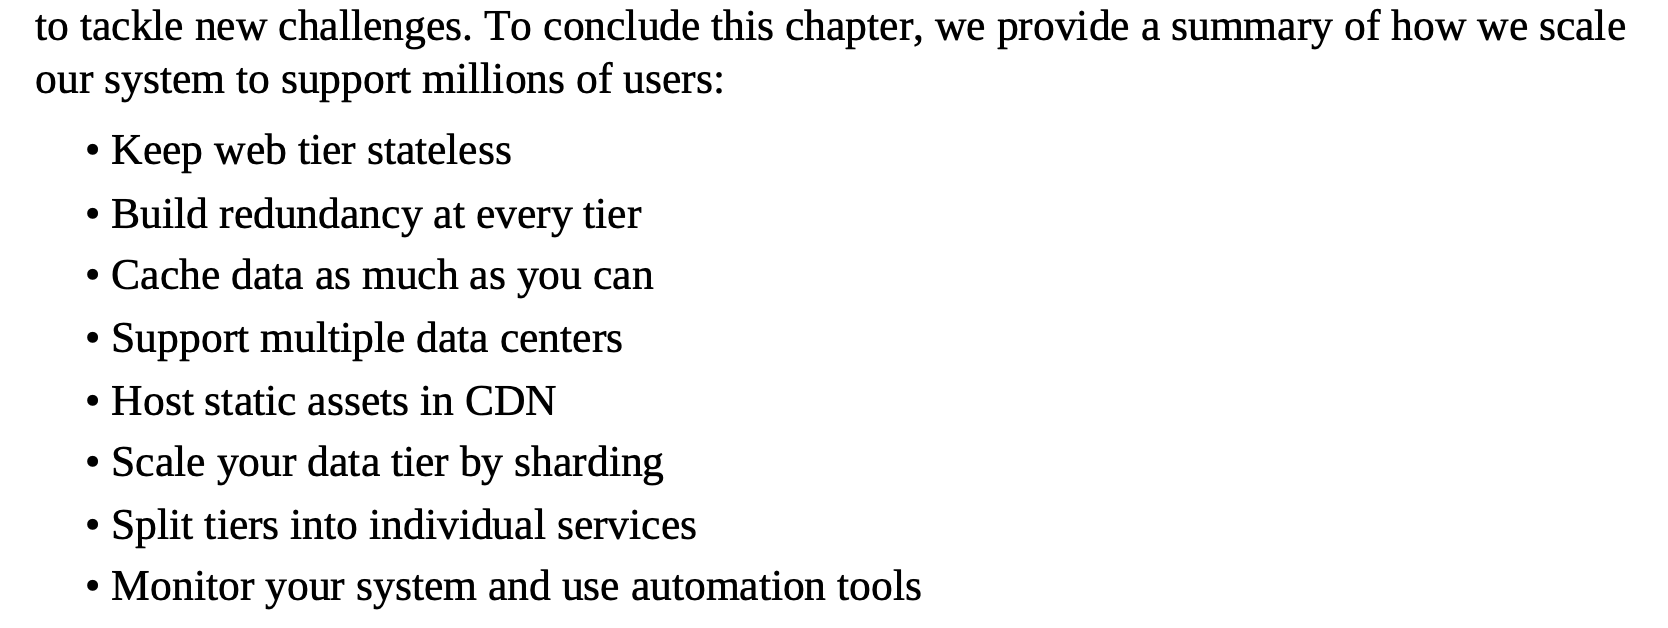 to tackle new challenges. To conclude this chapter, we provide a summary of how we scale
our system to support millions of users:
• Keep web tier stateless
• Build redundancy at every tier
• Cache data as much as you can
• Support multiple data centers
• Host static assets in CDN
• Scale your data tier by sharding
• Split tiers into individual services
• Monitor your system and use automation tools